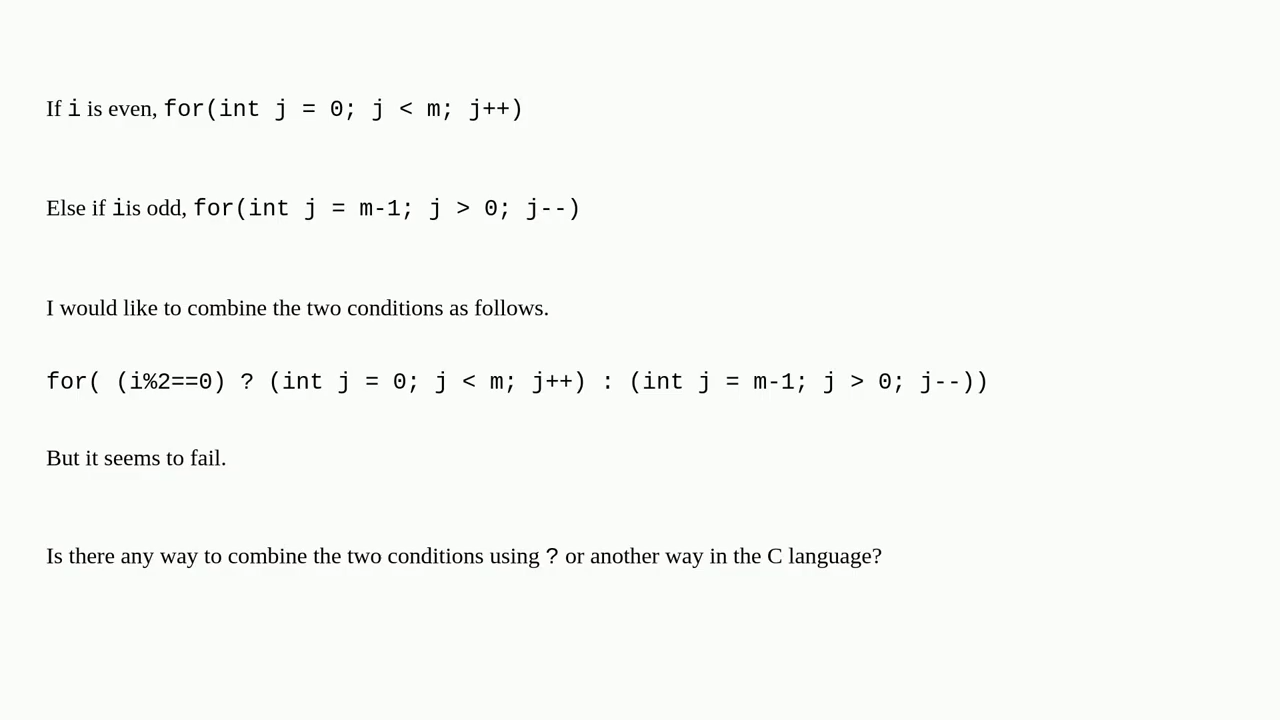 If i is even, for(int j = 0; j < m; j++)
Else if iis odd, for(int j = m-1; j > 0; j--)
I would like to combine the two conditions as follows.
for( (i%2==0) ? (int j = 0; j < m; j++) : (int j = m-1; j > 0; j--))
But it seems to fail.
Is there any way to combine the two conditions using ? or another way in the C language?